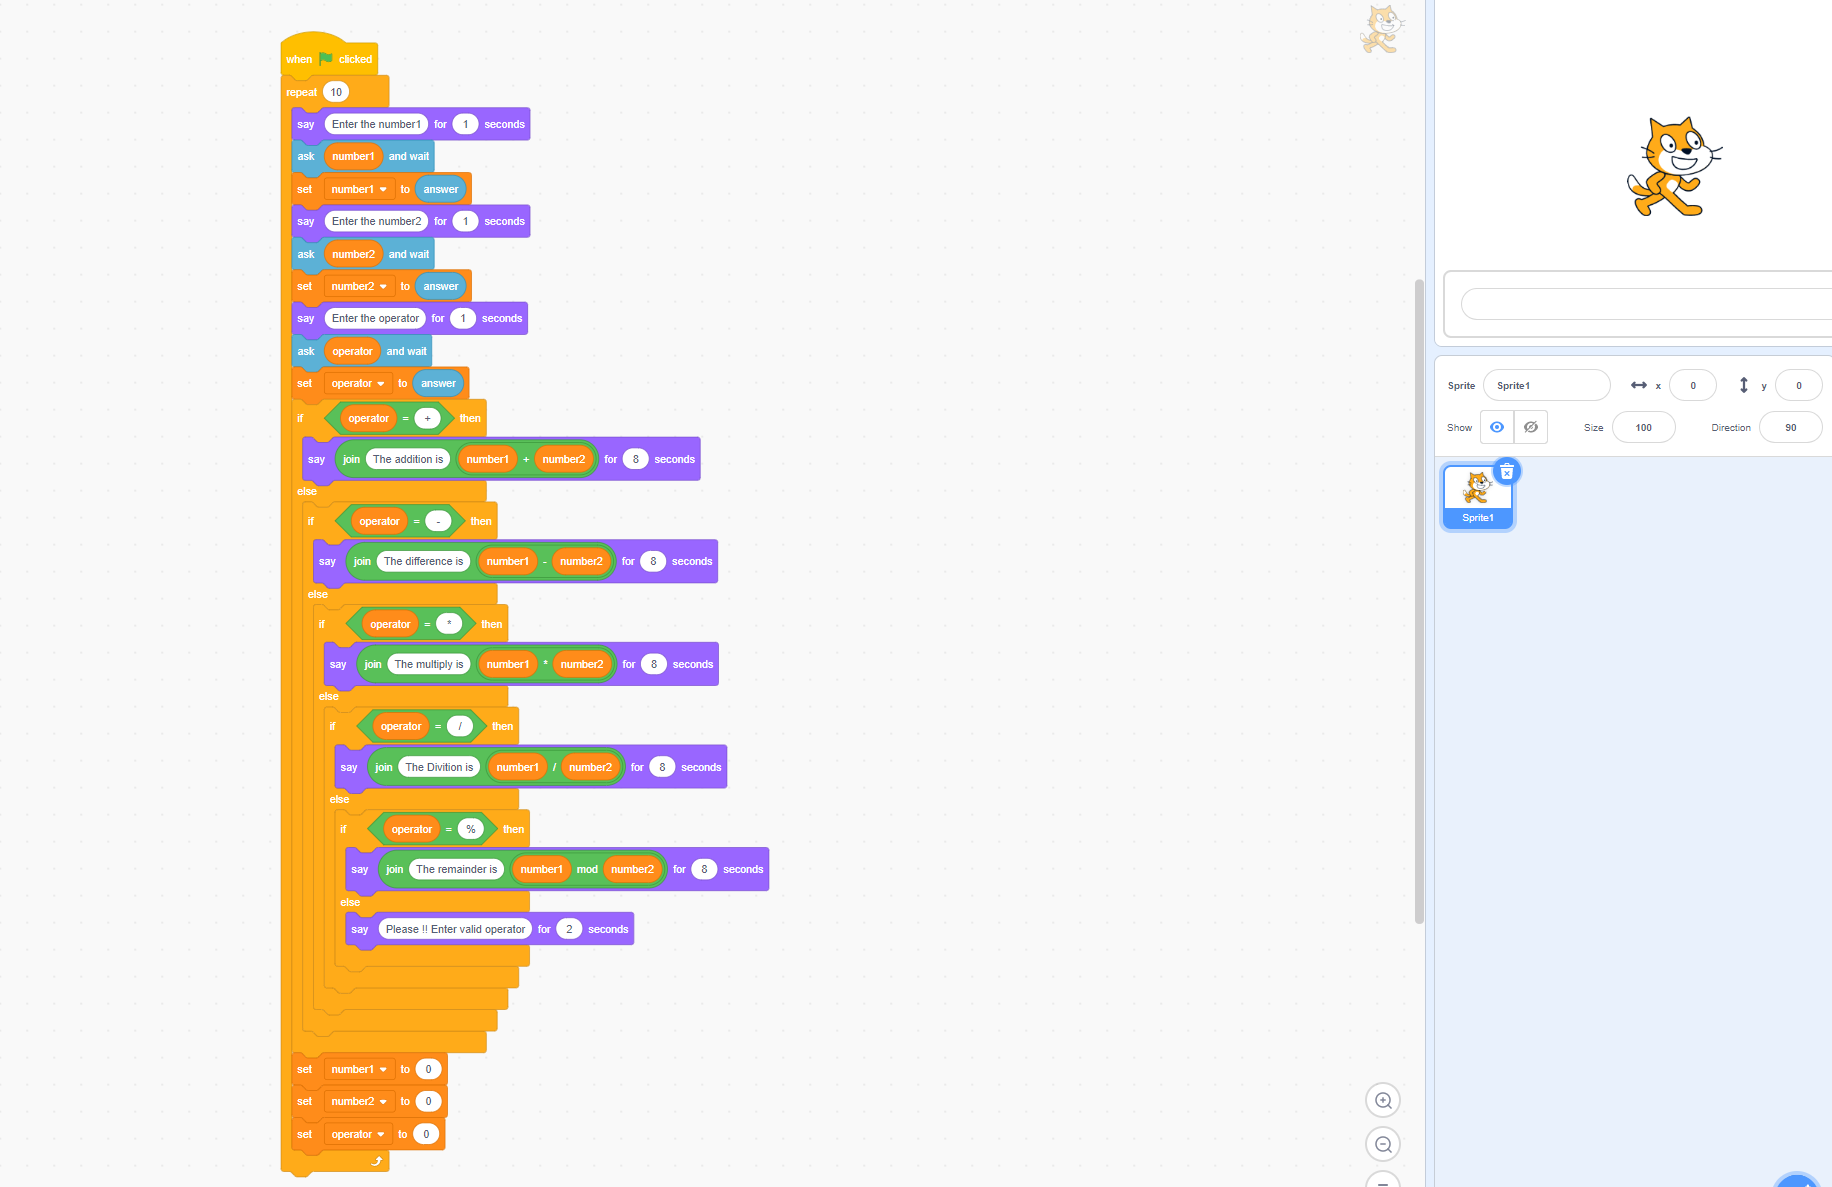 when clicked
repeat 10
say Enter the number1 for 1 seconds
ask number1 and wait
set number1 to answer
say Enter the number2 for 1 seconds
ask number2 and wait
set number2 to answer
say Enter the operator for 1 seconds
ask operator and wait
set operator to answer
if operator = + then
say join The addition is number1 + number2 for 8 seconds
else
if operator = - then
say join The difference is number1 - number2 for 8 seconds
else
if operator = * then
say join The multiply is number1 * number2 for 8 seconds
else
if operator = / then
say join The Divition is number1 / number2 for 8 seconds
else
if operator = % then
say join The remainder is number1 mod number2 for 8 seconds
else
say Please !! Enter valid operator for 2 seconds
set number1 to 0
set number2 to 0
set operator to 0
Sprite Sprite1 x 0 y 0
Show Size 100 Direction 90
Sprite1